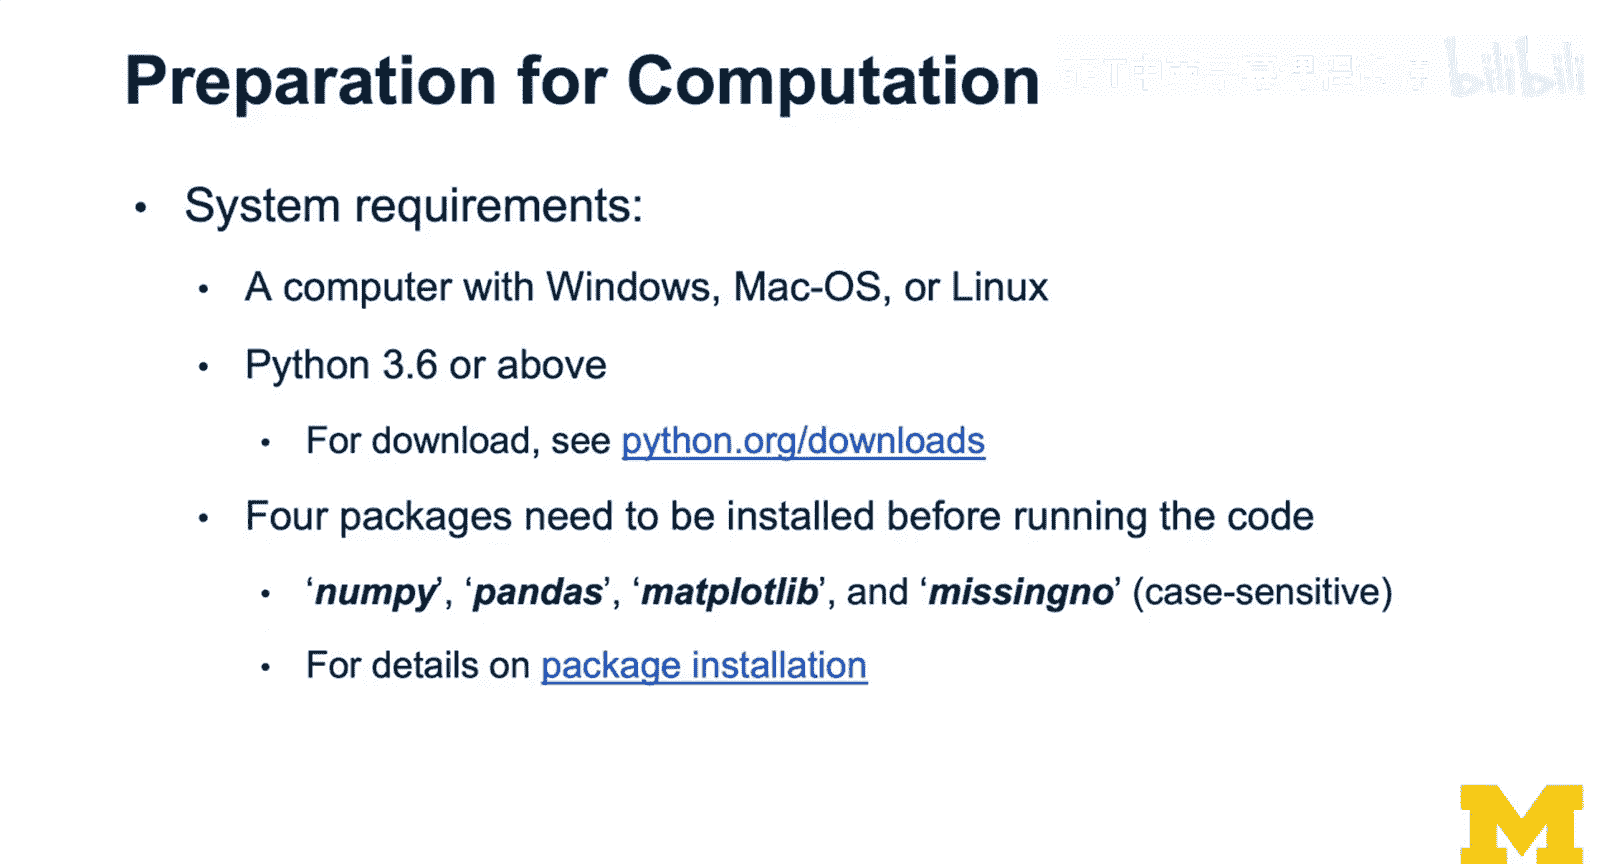 Preparation for Computation
bilibili
• System requirements:
• A computer with Windows, Mac-OS, or Linux
• Python 3.6 or above
• For download, see python.org/downloads
• Four packages need to be installed before running the code
• ‘numpy’, ‘pandas’, ‘matplotlib’, and ‘missingno’ (case-sensitive)
• For details on package installation
M